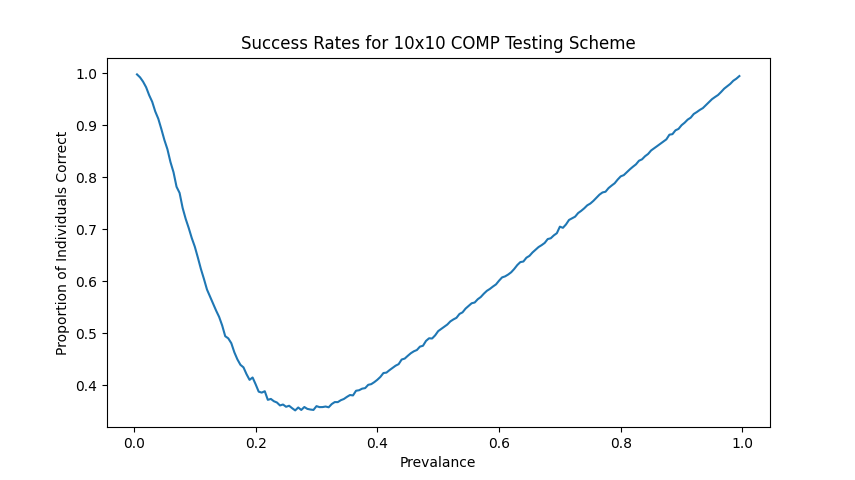 Success Rates for 10x10 COMP Testing Scheme
Proportion of Individuals Correct
1.0
0.9
0.8
0.7
0.6
0.5
0.4
0.0 0.2 0.4 0.6 0.8 1.0
Prevalance